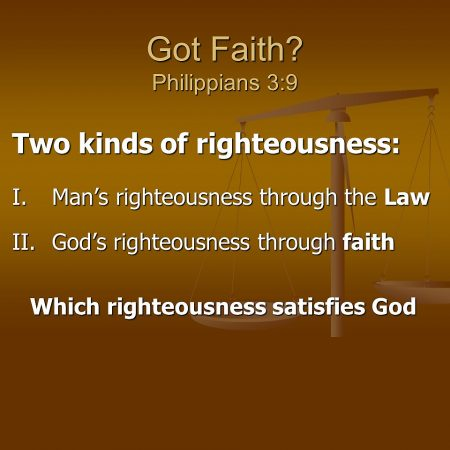 Got Faith?
Philippians 3:9
Two kinds of righteousness:
I. Man’s righteousness through the Law
II. God’s righteousness through faith
Which righteousness satisfies God